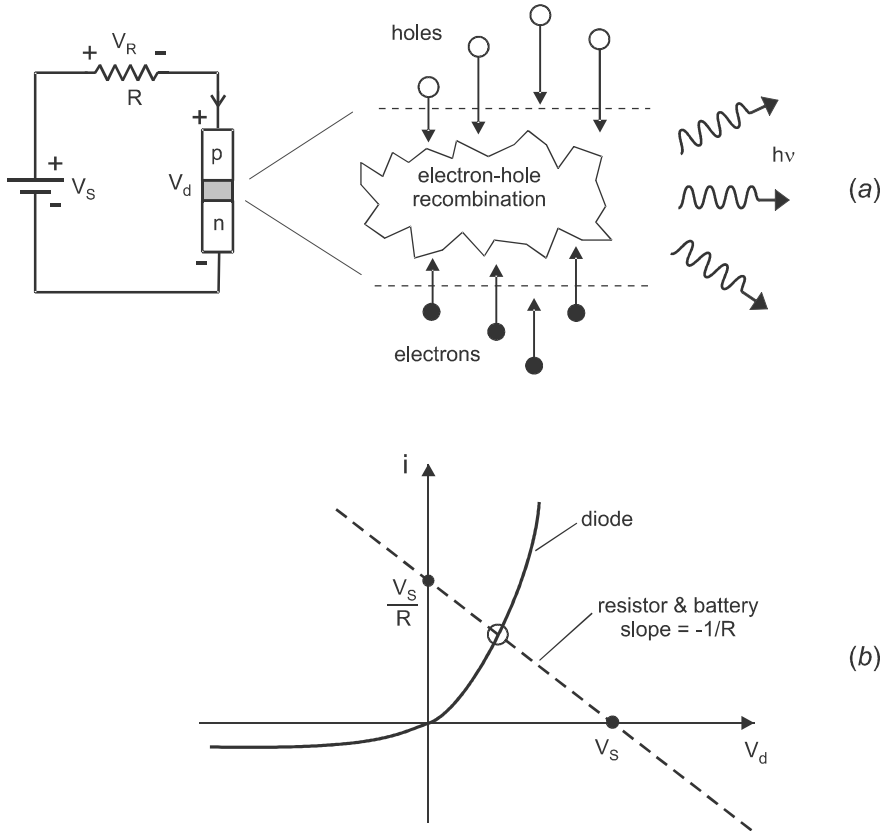 + V_R -
R
+
p
V_d
n
-
+
V_S
-
holes
electron-hole
recombination
electrons
hν
(a)
i
diode
V_S
R
resistor & battery
slope = -1/R
(b)
V_S
V_d